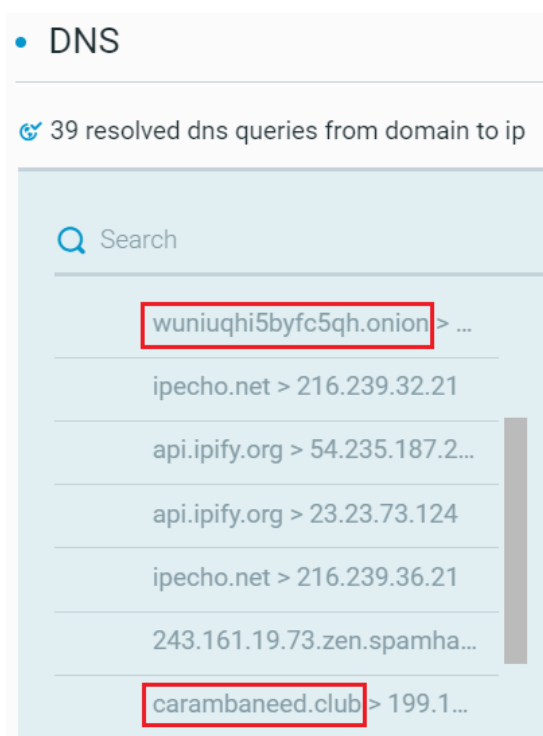 DNS
39 resolved dns queries from domain to ip
Search
wuniuqhi5byfc5qh.onion > ...
ipecho.net > 216.239.32.21
api.ipify.org > 54.235.187.2...
api.ipify.org > 23.23.73.124
ipecho.net > 216.239.36.21
243.161.19.73.zen.spamha...
carambaneed.club > 199.1...